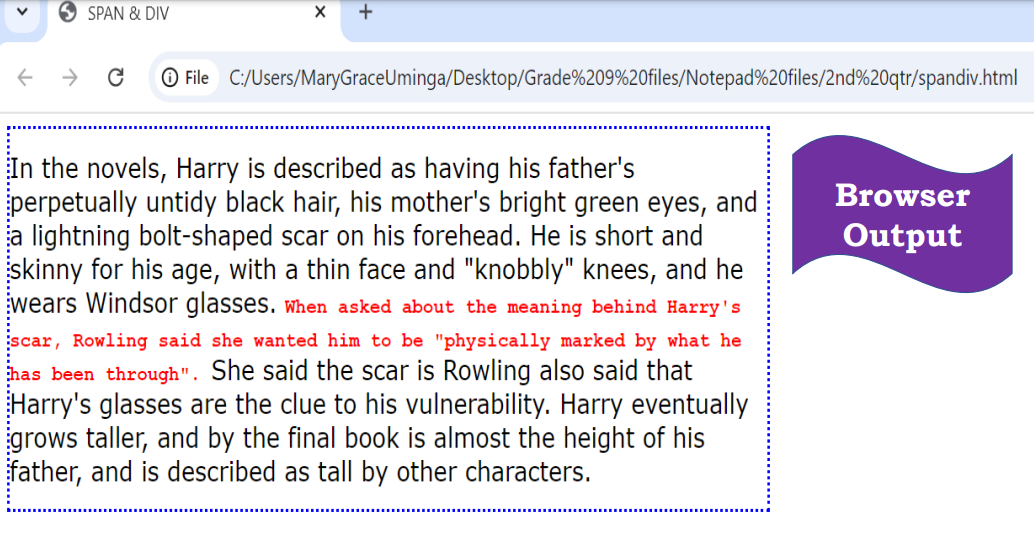 SPAN & DIV
File C:/Users/MaryGraceUminga/Desktop/Grade%209%20files/Notepad%20files/2nd%20qtr/spandiv.html
In the novels, Harry is described as having his father's
perpetually untidy black hair, his mother's bright green eyes, and
a lightning bolt-shaped scar on his forehead. He is short and
skinny for his age, with a thin face and "knobbly" knees, and he
wears Windsor glasses. When asked about the meaning behind Harry's
scar, Rowling said she wanted him to be "physically marked by what he
has been through". She said the scar is Rowling also said that
Harry's glasses are the clue to his vulnerability. Harry eventually
grows taller, and by the final book is almost the height of his
father, and is described as tall by other characters.
Browser
Output